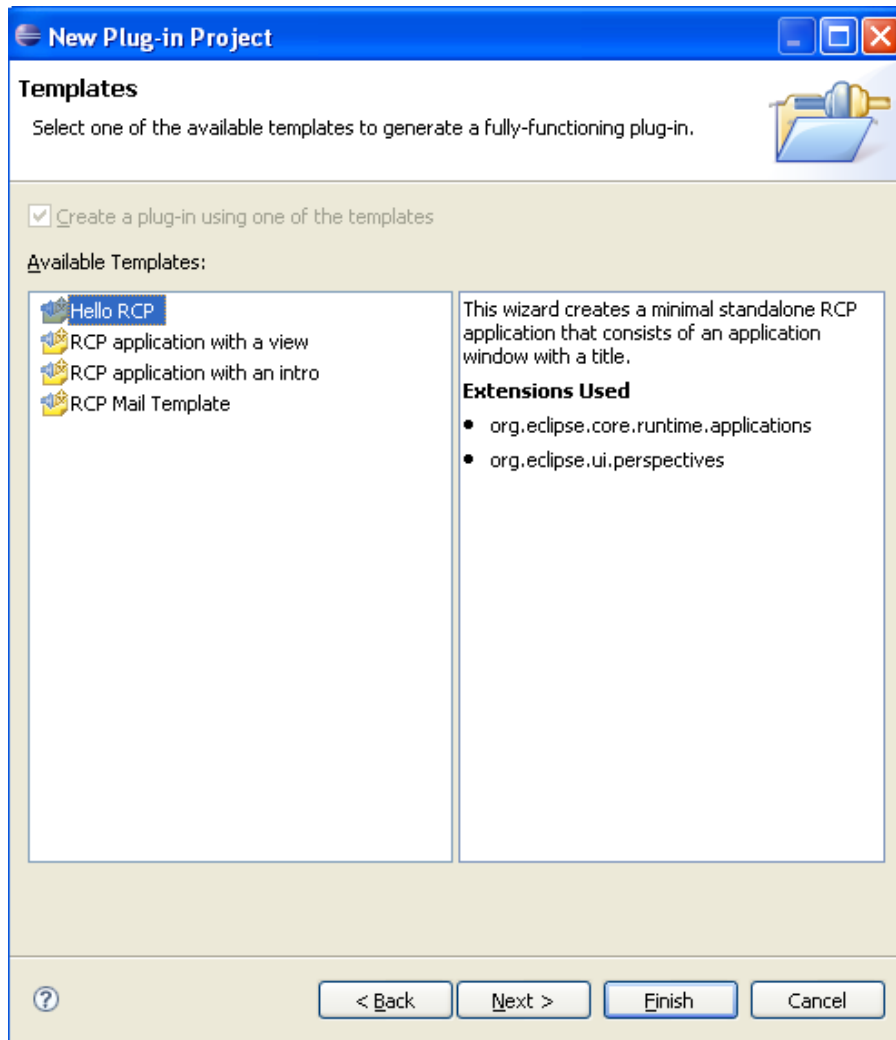 New Plug-in Project
Templates
Select one of the available templates to generate a fully-functioning plug-in.
Create a plug-in using one of the templates
Available Templates:
Hello RCP
RCP application with a view
RCP application with an intro
RCP Mail Template
This wizard creates a minimal standalone RCP
application that consists of an application
window with a title.
Extensions Used
• org.eclipse.core.runtime.applications
• org.eclipse.ui.perspectives
?
< Back
Next >
Finish
Cancel